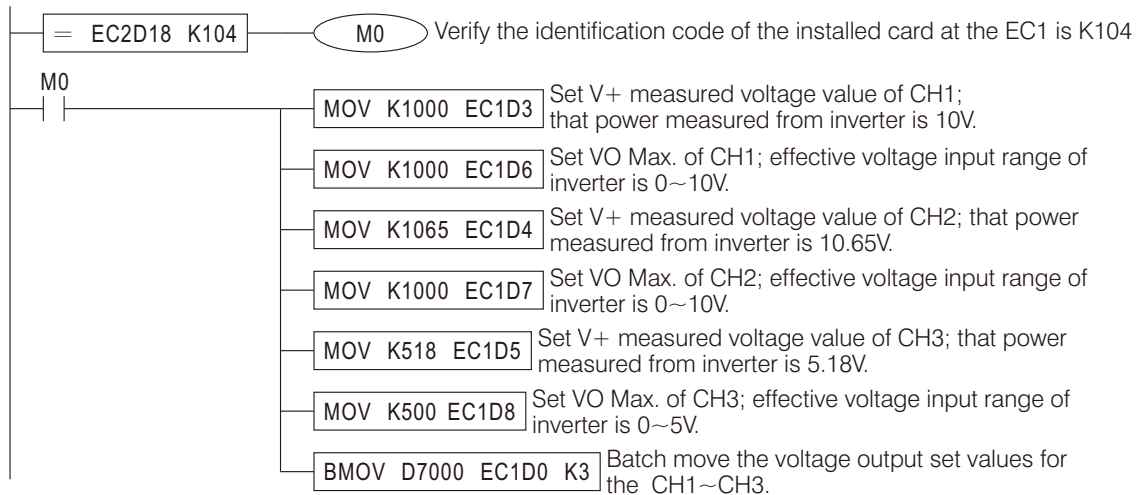 = EC2D18 K104 M0 Verify the identification code of the installed card at the EC1 is K104
M0
MOV K1000 EC1D3 Set V+ measured voltage value of CH1;
that power measured from inverter is 10V.
MOV K1000 EC1D6 Set VO Max. of CH1; effective voltage input range of
inverter is 0~10V.
MOV K1065 EC1D4 Set V+ measured voltage value of CH2; that power
measured from inverter is 10.65V.
MOV K1000 EC1D7 Set VO Max. of CH2; effective voltage input range of
inverter is 0~10V.
MOV K518 EC1D5 Set V+ measured voltage value of CH3; that power
measured from inverter is 5.18V.
MOV K500 EC1D8 Set VO Max. of CH3; effective voltage input range of
inverter is 0~5V.
BMOV D7000 EC1D0 K3 Batch move the voltage output set values for
the CH1~CH3.